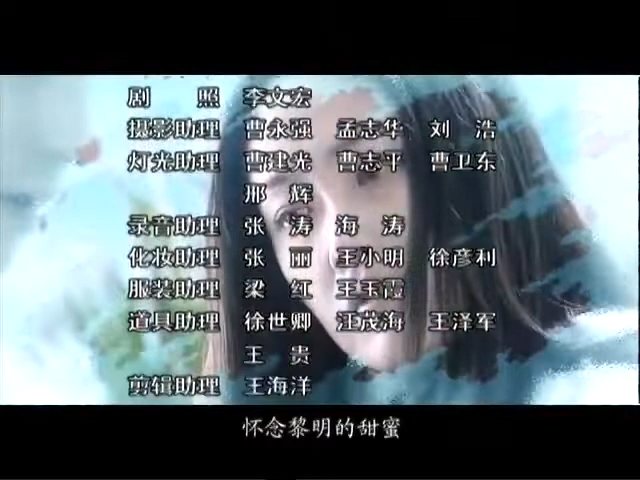 剧照 李文宏
摄影助理 曹永强 孟志华 刘浩
灯光助理 曹建光 曹志平 曹卫东
邢辉
录音助理 张涛 海涛
化妆助理 张丽 王小明 徐彦利
服装助理 梁红 王玉霞
道具助理 徐世卿 汪茂海 王泽军
王贵
剪辑助理 王海洋
怀念黎明的甜蜜